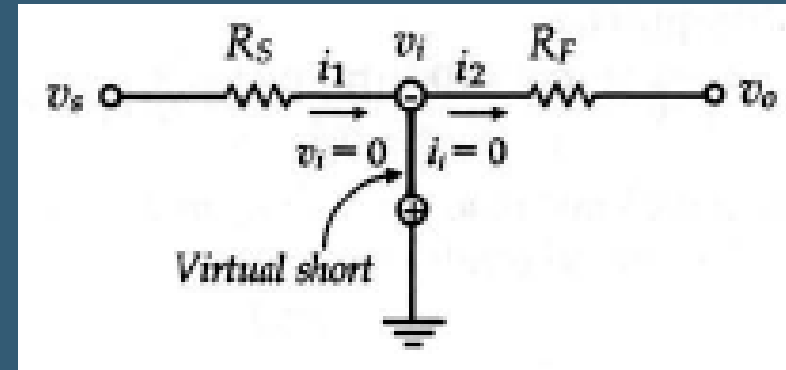 R_S v_i R_F
i_1 i_2
v_s - v_o
v_i = 0 i_i = 0
+
Virtual short